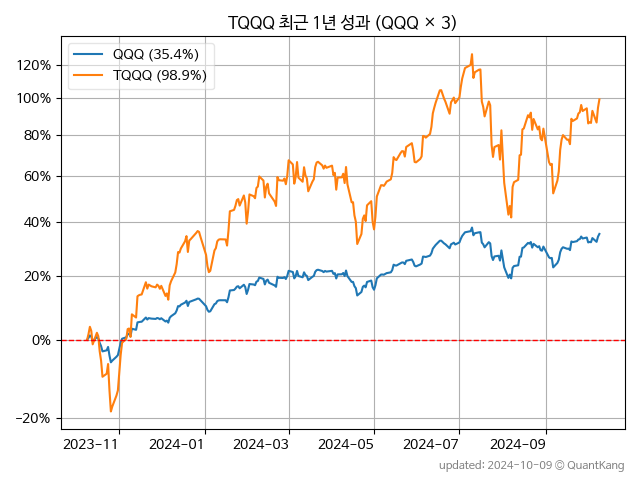 TQQQ 최근 1년 성과 (QQQ × 3)
QQQ (35.4%)
TQQQ (98.9%)
120%
100%
80%
60%
40%
20%
0%
−20%
2023-11 2024-01 2024-03 2024-05 2024-07 2024-09
updated: 2024-10-09 © QuantKang